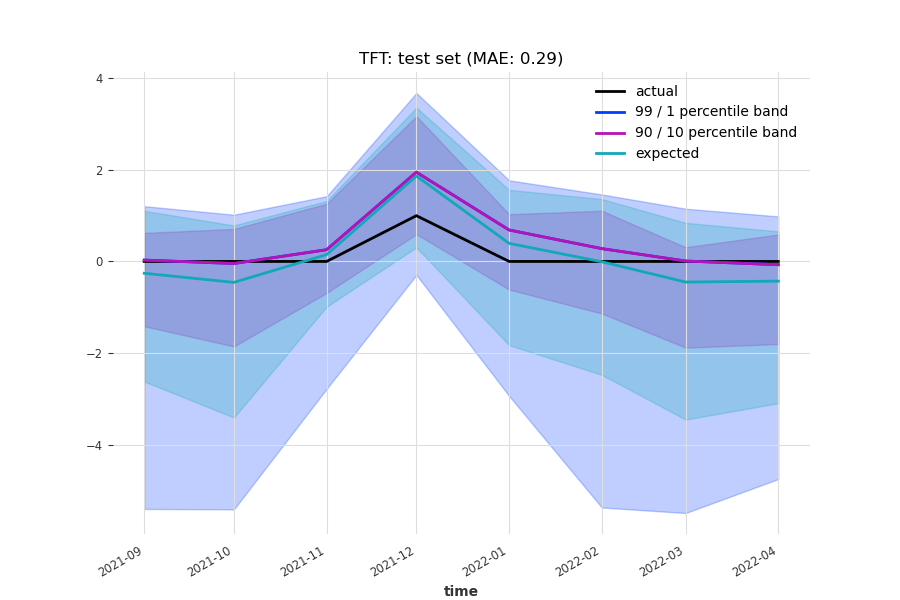 TFT: test set (MAE: 0.29)
actual
99 / 1 percentile band
90 / 10 percentile band
expected
4
2
0
−2
−4
2021-09
2021-10
2021-11
2021-12
2022-01
2022-02
2022-03
2022-04
time